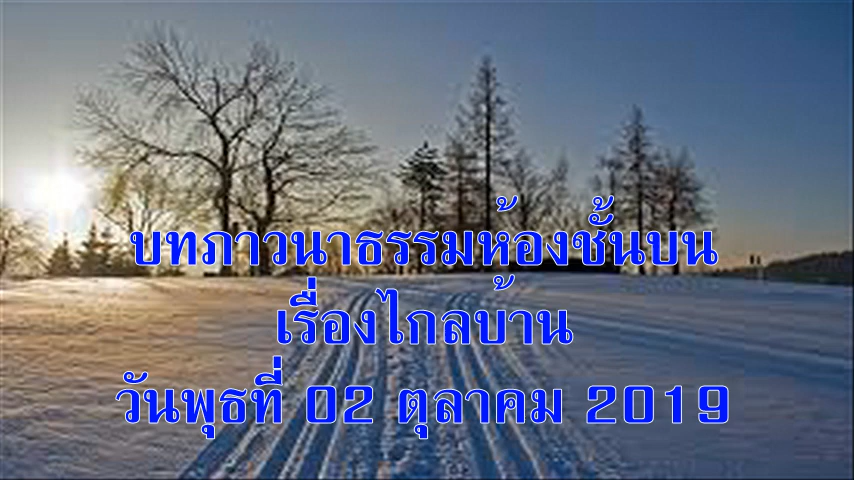 บทภาวนาธรรมห้องชั้นบน
เรื่องไกลบ้าน
วันพุธที่ 02 ตุลาคม 2019